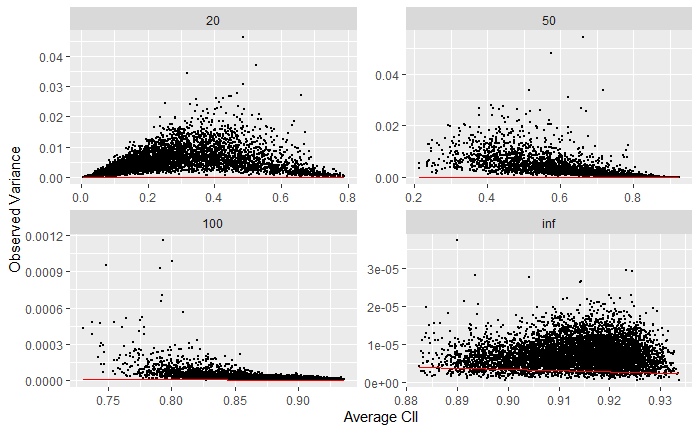 20
50
0.04
0.03
0.02
0.01
0.00
0.04
0.02
0.00
0.0 0.2 0.4 0.6 0.8
0.2 0.4 0.6 0.8
Observed Variance
100
inf
0.0012
0.0009
0.0006
0.0003
0.0000
3e-05
2e-05
1e-05
0e+00
0.75 0.80 0.85 0.90
0.88 0.89 0.90 0.91 0.92 0.93
Average CII